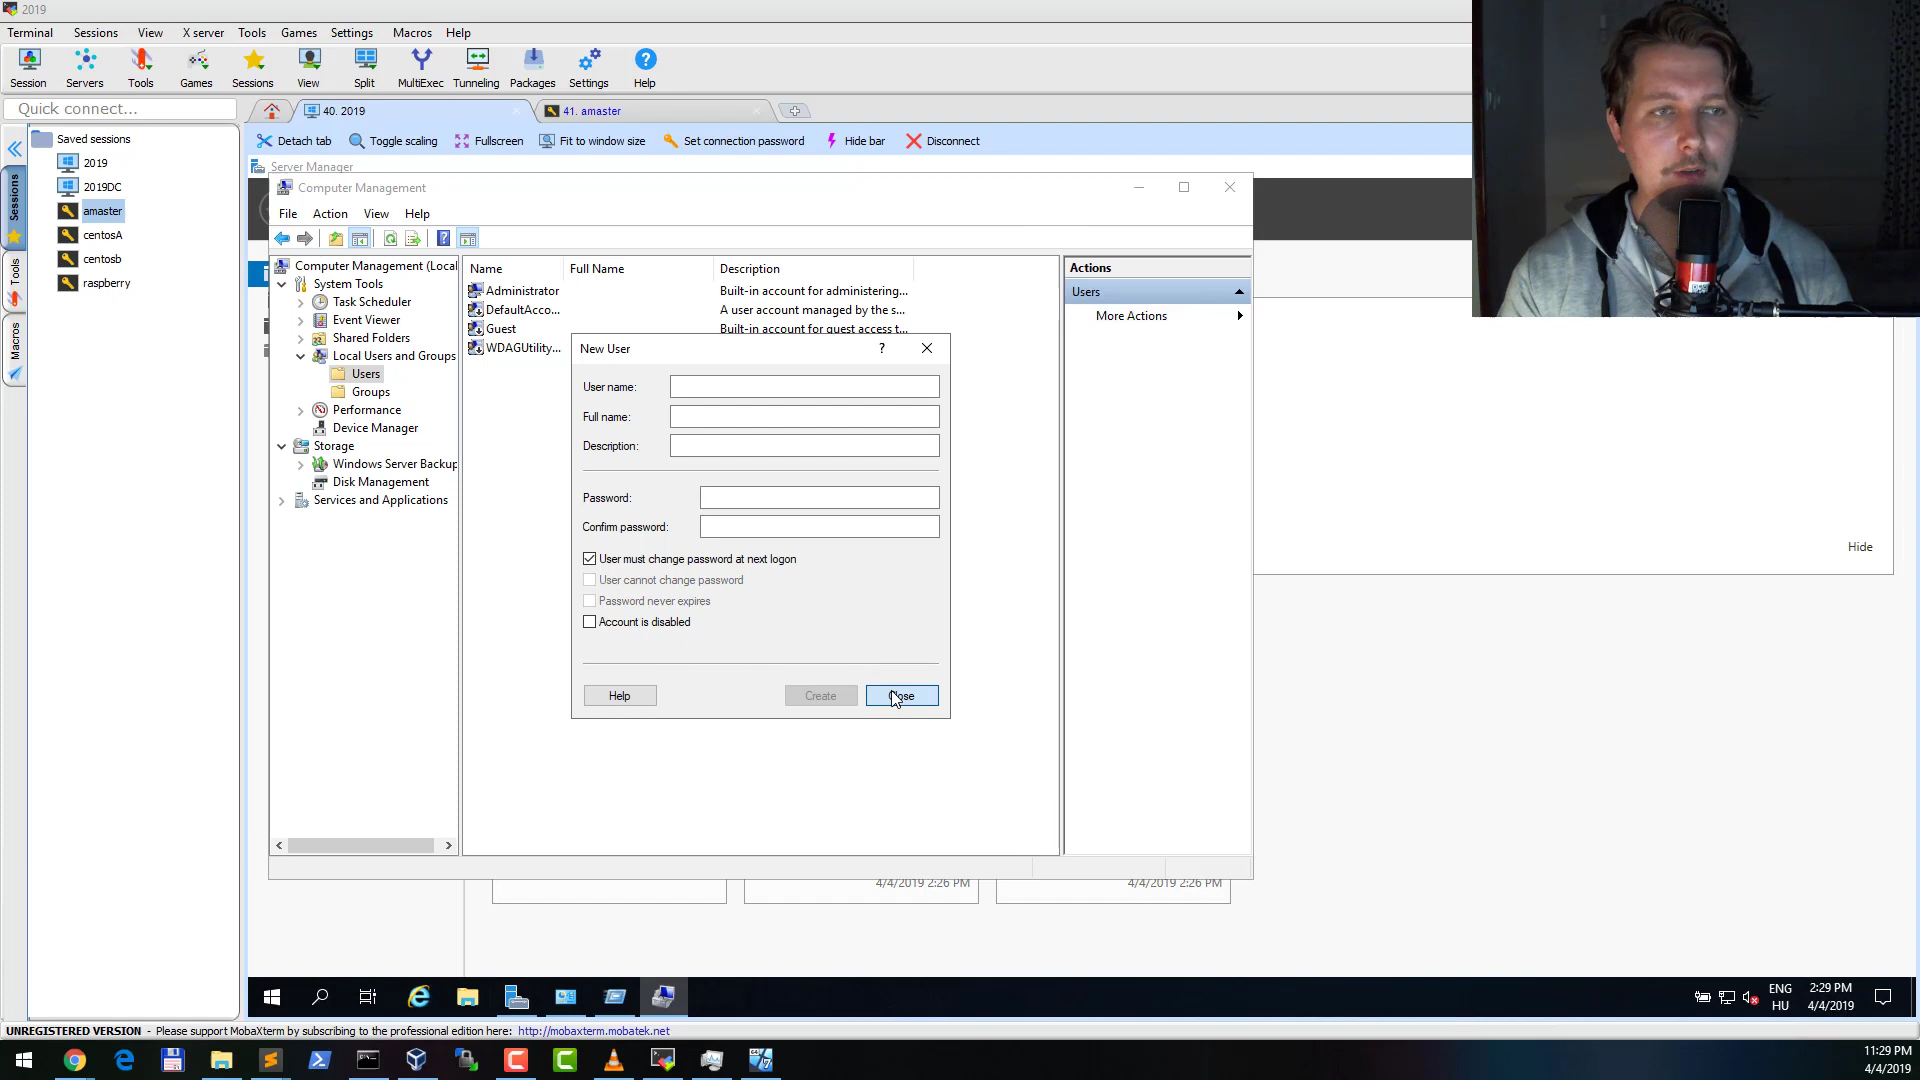 2019
Terminal Sessions View X server Tools Games Settings Macros Help
Session Servers Tools Games Sessions View Split MultiExec Tunneling Packages Settings Help
Quick connect...
40. 2019
41. amaster
Detach tab Toggle scaling Fullscreen Fit to window size Set connection password Hide bar Disconnect
Saved sessions
2019
2019DC
amaster
centosA
centosb
raspberry
Sessions
Tools
Macros
Server Manager
Computer Management
File Action View Help
Computer Management (Local
System Tools
Task Scheduler
Event Viewer
Shared Folders
Local Users and Groups
Users
Groups
Performance
Device Manager
Storage
Windows Server Backup
Disk Management
Services and Applications
Name Full Name Description
Administrator Built-in account for administering...
DefaultAcco... A user account managed by the s...
Guest Built-in account for guest access t...
WDAGUtility...
Actions
Users
More Actions
New User
User name:
Full name:
Description:
Password:
Confirm password:
User must change password at next logon
User cannot change password
Password never expires
Account is disabled
Help Create Close
Hide
4/4/2019 2:26 PM 4/4/2019 2:26 PM
ENG
HU
2:29 PM
4/4/2019
UNREGISTERED VERSION - Please support MobaXterm by subscribing to the professional edition here: http://mobaxterm.mobatek.net
11:29 PM
4/4/2019